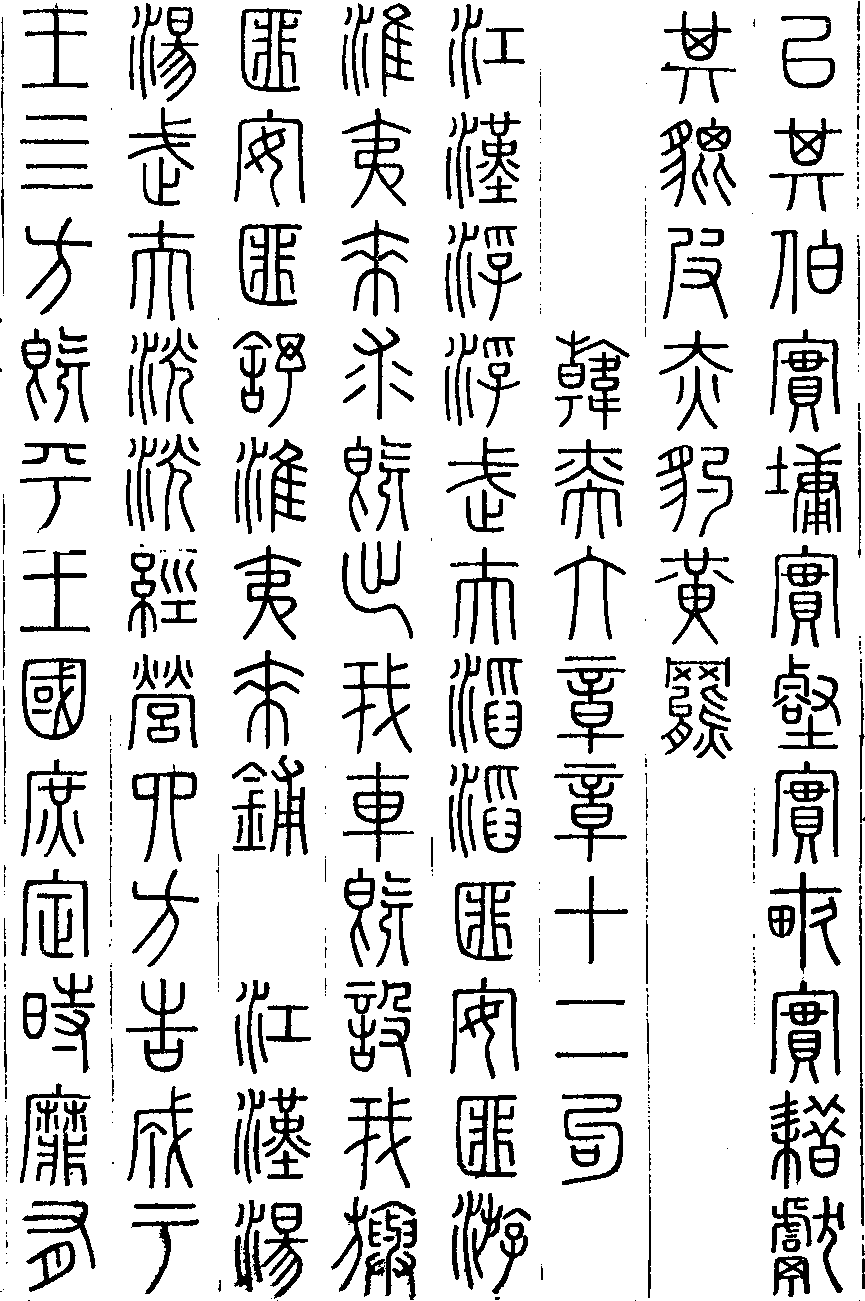 㠯其伯實墉實壑實畝實耤獻
其貔皮赤豹黃羆
韓奕六章章十二句
江漢浮浮武夫滔滔匪安匪游
淮夷來求既出我車既設我旟
匪安匪舒淮夷來鋪　江漢湯
湯武夫洸洸經營四方告成于
王四方既平王國庶定時靡有